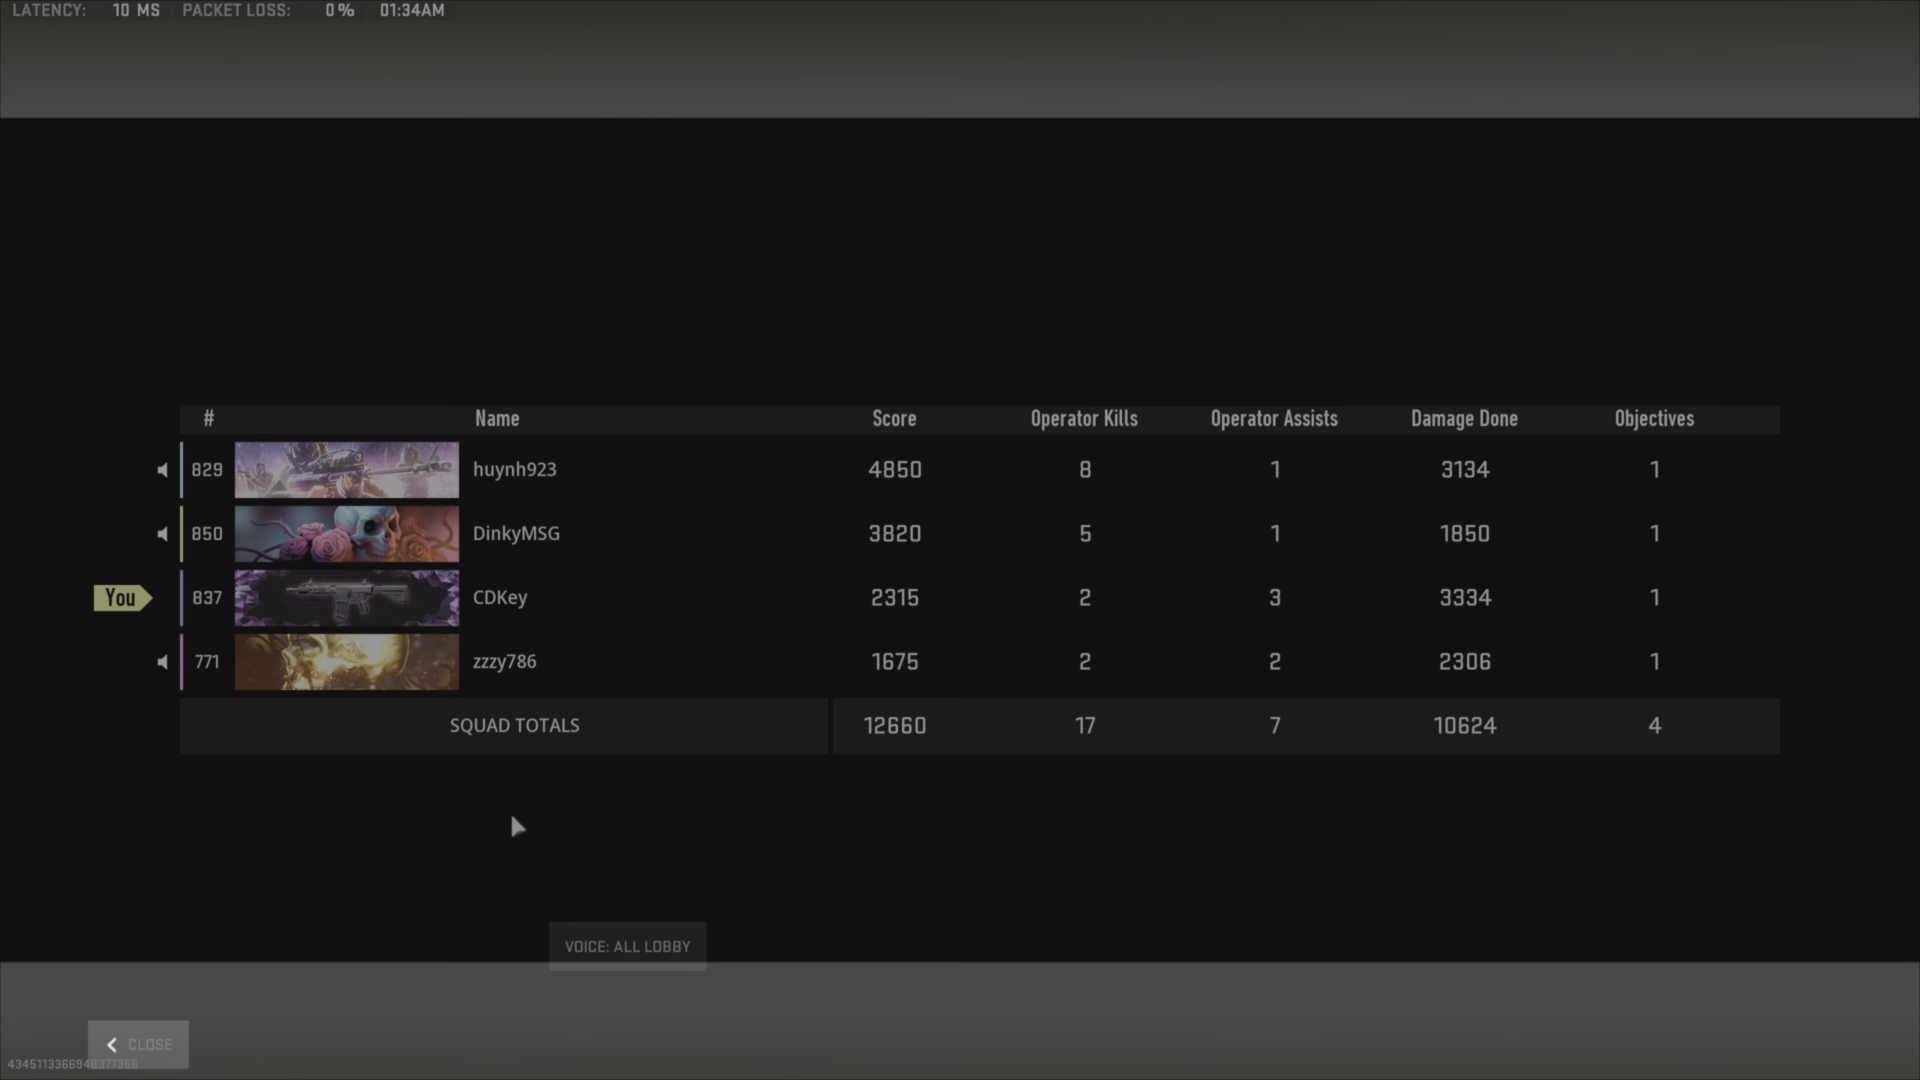 LATENCY: 10 MS PACKET LOSS: 0% 01:34AM
# Name Score Operator Kills Operator Assists Damage Done Objectives
829 huynh923 4850 8 1 3134 1
850 DinkyMSG 3820 5 1 1850 1
You 837 CDKey 2315 2 3 3334 1
771 zzzy786 1675 2 2 2306 1
SQUAD TOTALS 12660 17 7 10624 4
VOICE: ALL LOBBY
CLOSE